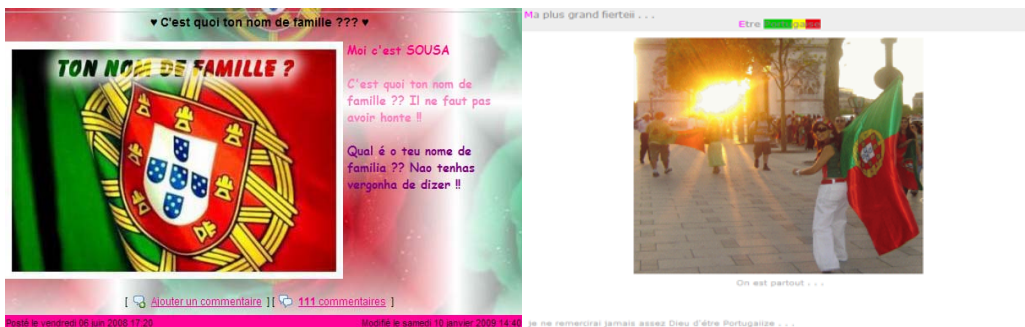 ♥ C'est quoi ton nom de famille ??? ♥
TON NOM DE FAMILLE ?
Moi c'est SOUSA
C'est quoi ton nom de
famille ?? Il ne faut pas
avoir honte !!
Qual é o teu nome de
familia ?? Nao tenhas
vergonha de dizer !!
[ Ajouter un commentaire ] [ 111 commentaires ]
Posté le vendredi 06 juin 2008 17:20
Modifié le samedi 10 janvier 2009 14:40
Ma plus grand fierteii . . .
Etre Portugaise
On est partout . . .
je ne remercirai jamais assez Dieu d'être Portugaiize . . .